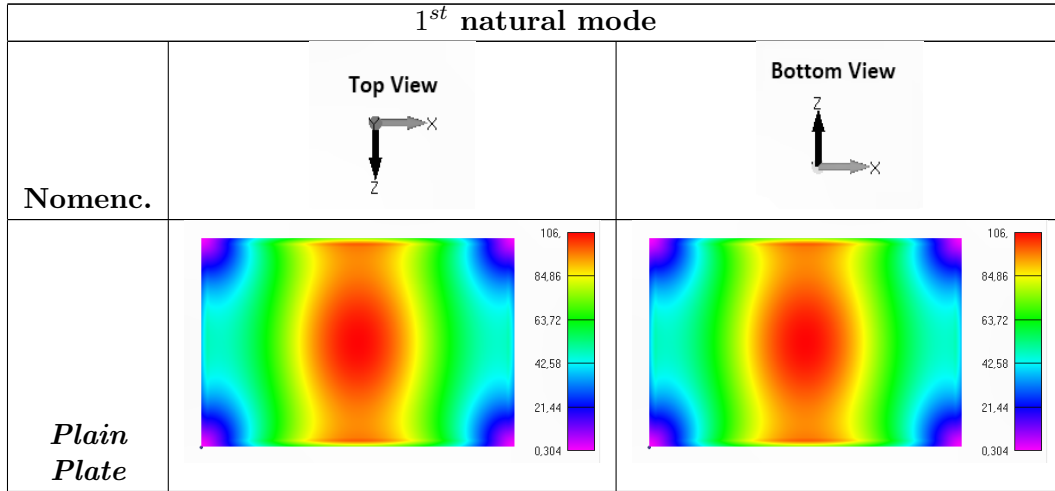 1st natural mode
Nomenc.
Top View
Y
X
Z
Bottom View
Z
X
Plain
Plate
106,
84,86
63,72
42,58
21,44
0,304
106,
84,86
63,72
42,58
21,44
0,304